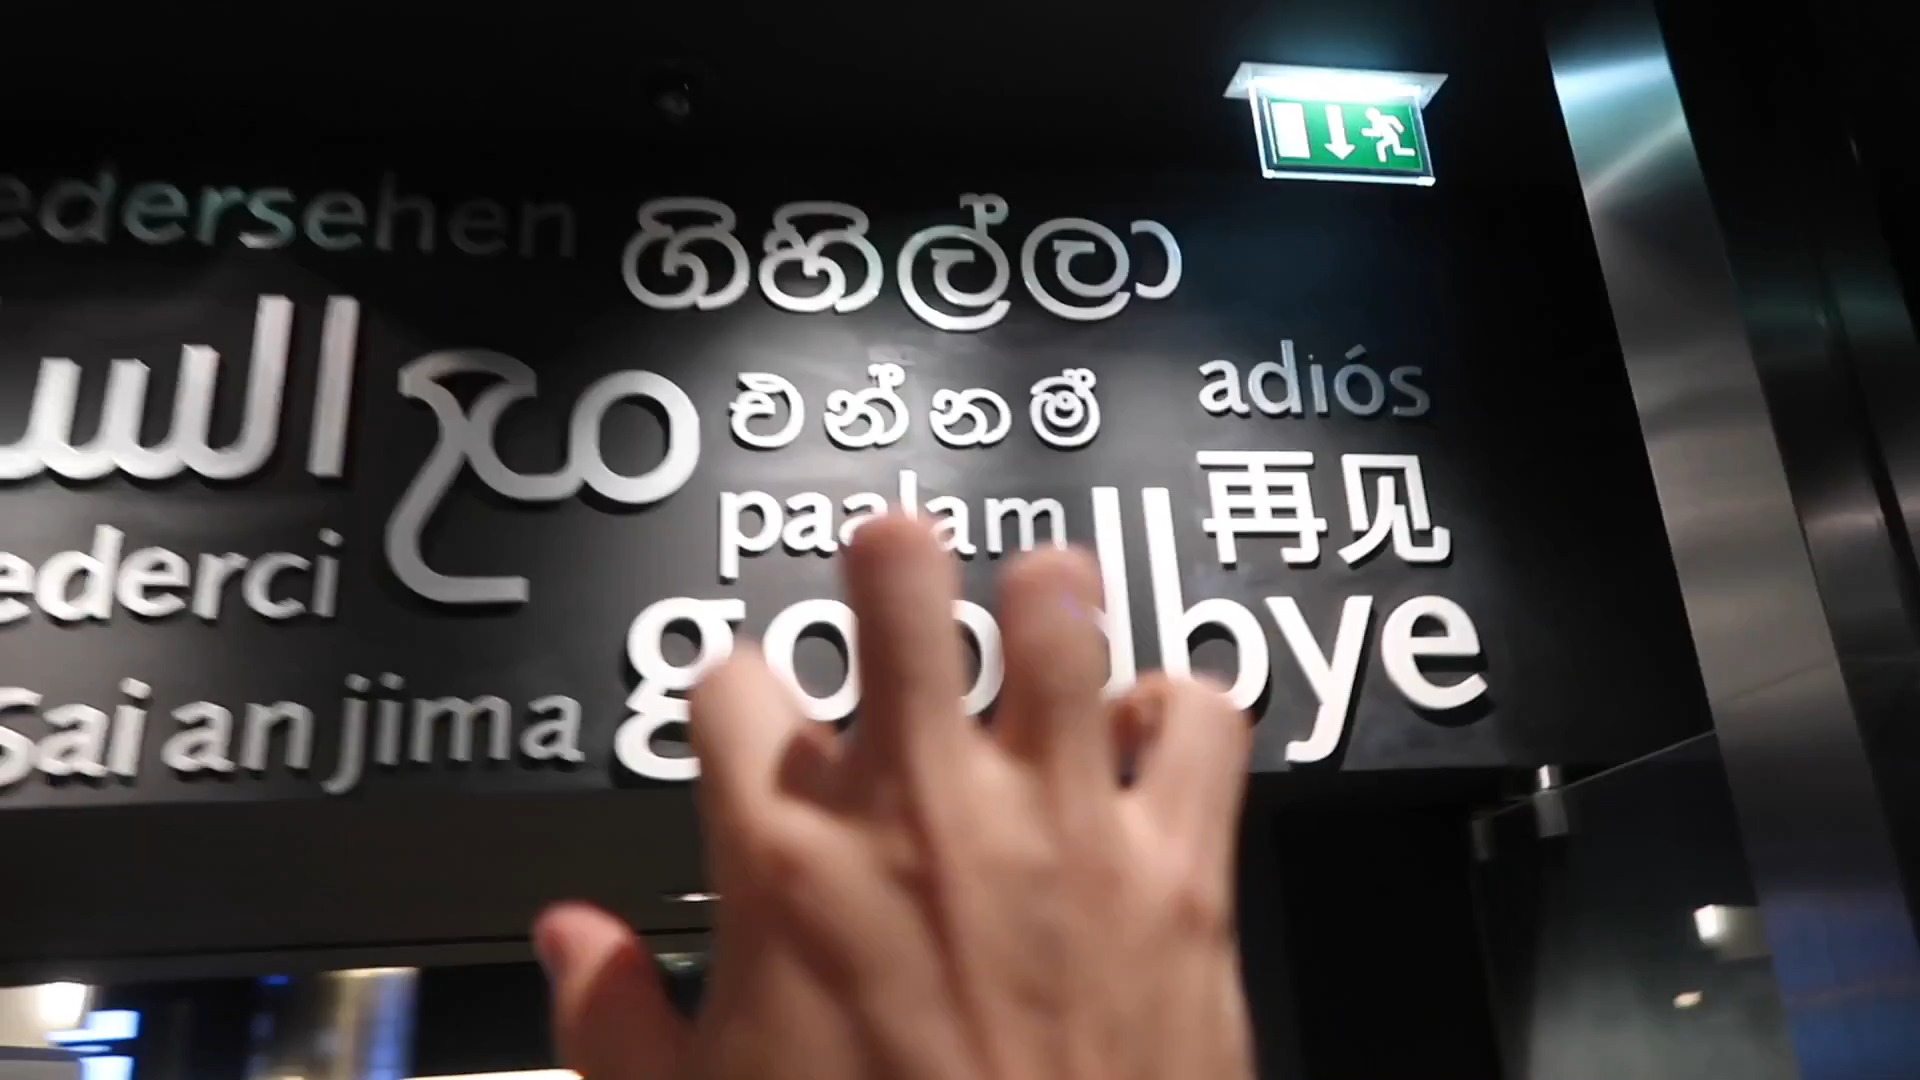 edersehen
ගිහිල්ලා
එන්නම්
adiós
paalam
再见
ederci
goodbye
Sai an jima